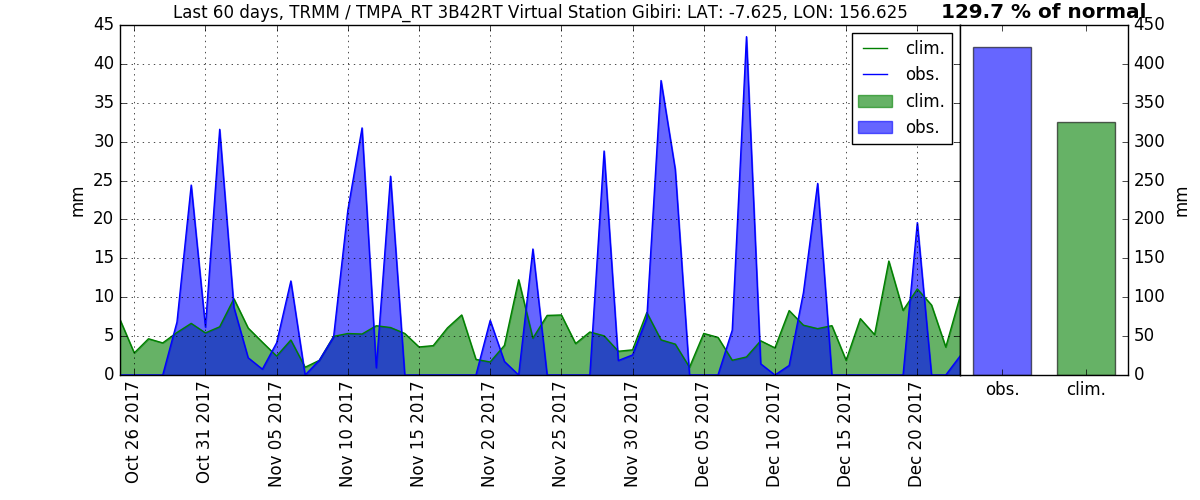 Last 60 days, TRMM / TMPA_RT 3B42RT Virtual Station Gibiri: LAT: -7.625, LON: 156.625
129.7 % of normal
45
40
35
30
25
20
15
10
5
0
mm
clim.
obs.
clim.
obs.
450
400
350
300
250
200
150
100
50
0
mm
obs.
clim.
Oct 26 2017
Oct 31 2017
Nov 05 2017
Nov 10 2017
Nov 15 2017
Nov 20 2017
Nov 25 2017
Nov 30 2017
Dec 05 2017
Dec 10 2017
Dec 15 2017
Dec 20 2017